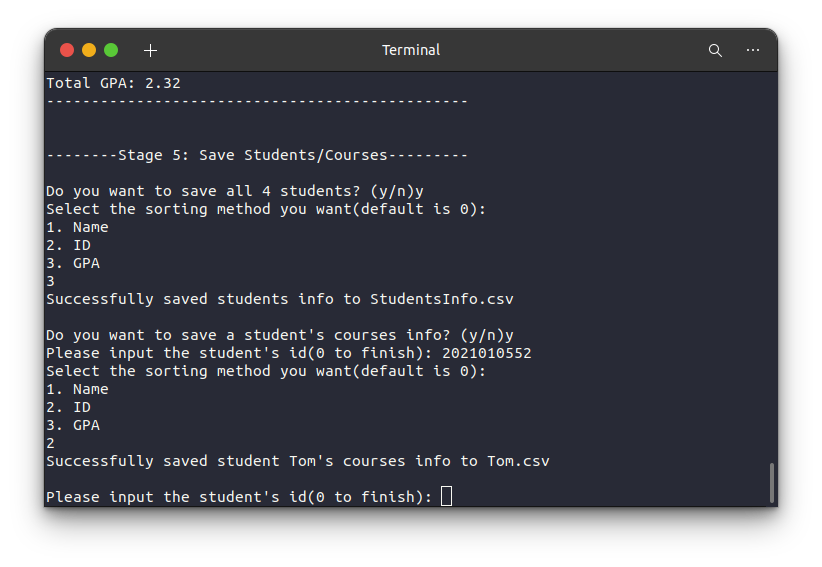 Terminal
Total GPA: 2.32
-----------------------------------------------
--------Stage 5: Save Students/Courses---------
Do you want to save all 4 students? (y/n)y
Select the sorting method you want(default is 0):
1. Name
2. ID
3. GPA
3
Successfully saved students info to StudentsInfo.csv
Do you want to save a student's courses info? (y/n)y
Please input the student's id(0 to finish): 2021010552
Select the sorting method you want(default is 0):
1. Name
2. ID
3. GPA
2
Successfully saved student Tom's courses info to Tom.csv
Please input the student's id(0 to finish):